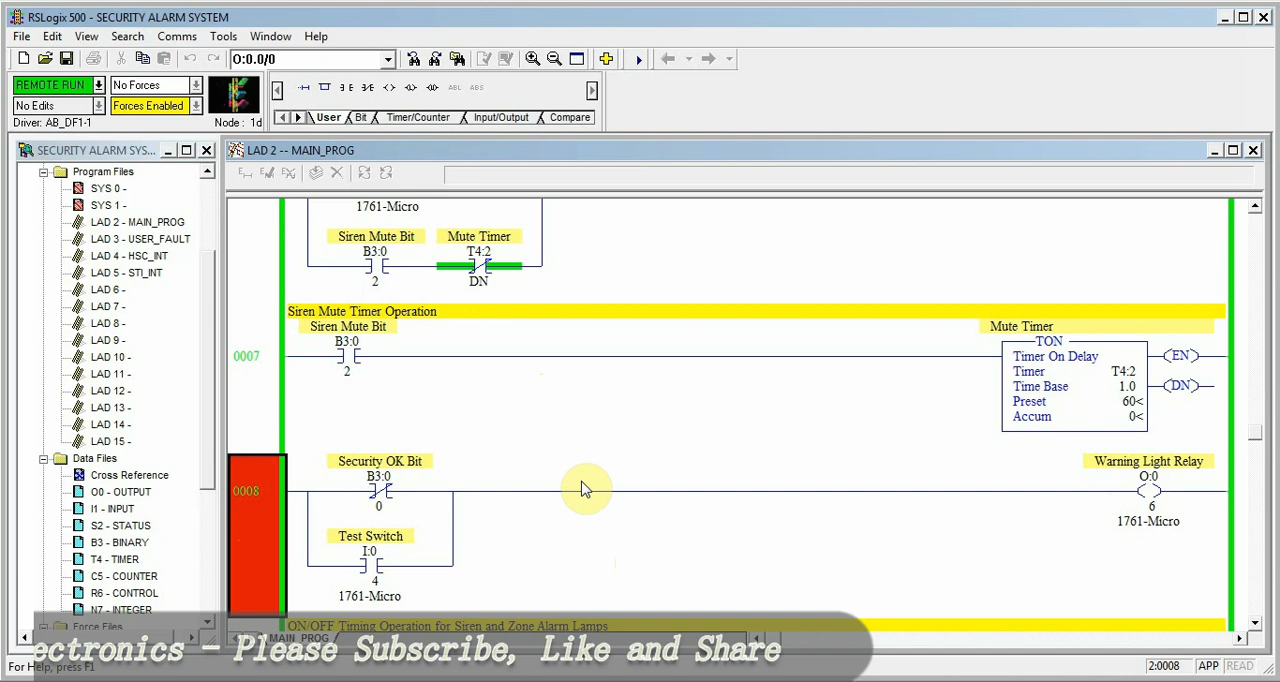 RSLogix 500 - SECURITY ALARM SYSTEM
File Edit View Search Comms Tools Window Help
O:0.0/0
REMOTE RUN No Forces
No Edits Forces Enabled
Driver: AB_DF1-1 Node : 1d
User Bit Timer/Counter Input/Output Compare
SECURITY ALARM SYS...
Program Files
SYS 0 -
SYS 1 -
LAD 2 - MAIN_PROG
LAD 3 - USER_FAULT
LAD 4 - HSC_INT
LAD 5 - STI_INT
LAD 6 -
LAD 7 -
LAD 8 -
LAD 9 -
LAD 10 -
LAD 11 -
LAD 12 -
LAD 13 -
LAD 14 -
LAD 15 -
Data Files
Cross Reference
O0 - OUTPUT
I1 - INPUT
S2 - STATUS
B3 - BINARY
T4 - TIMER
C5 - COUNTER
R6 - CONTROL
N7 - INTEGER
Force Files
LAD 2 -- MAIN_PROG
1761-Micro
Siren Mute Bit Mute Timer
B3:0 T4:2
2 DN
Siren Mute Timer Operation
Siren Mute Bit Mute Timer
B3:0 TON
0007 Timer On Delay EN
2 Timer T4:2
Time Base 1.0 DN
Preset 60<
Accum 0<
Security OK Bit Warning Light Relay
B3:0 O:0
0008
0 6
1761-Micro
Test Switch
I:0
4
1761-Micro
ON/OFF Timing Operation for Siren and Zone Alarm Lamps
MAIN_PROG
ectronics - Please Subscribe, Like and Share
For Help, press F1 2:0008 APP READ